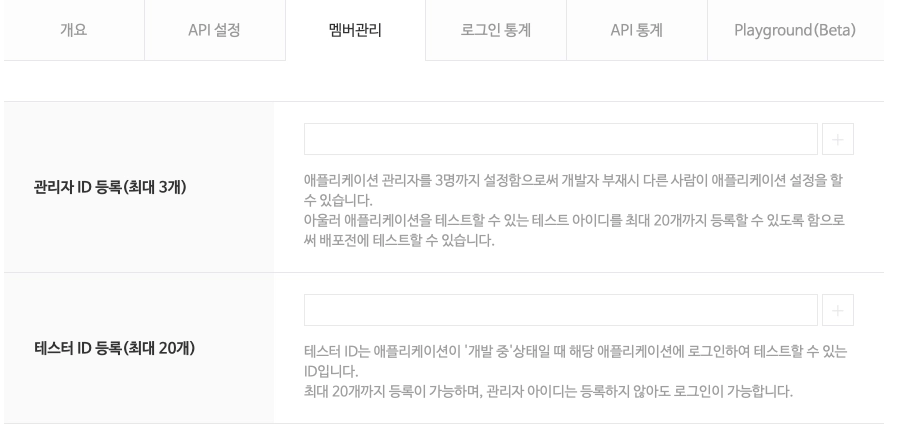 개요
API 설정
멤버관리
로그인 통계
API 통계
Playground(Beta)
관리자 ID 등록(최대 3개)
애플리케이션 관리자를 3명까지 설정함으로써 개발자 부재시 다른 사람이 애플리케이션 설정을 할
수 있습니다.
아울러 애플리케이션을 테스트할 수 있는 테스트 아이디를 최대 20개까지 등록할 수 있도록 함으로
써 배포전에 테스트할 수 있습니다.
테스터 ID 등록(최대 20개)
테스터 ID는 애플리케이션이 '개발 중'상태일 때 해당 애플리케이션에 로그인하여 테스트할 수 있는
ID입니다.
최대 20개까지 등록이 가능하며, 관리자 아이디는 등록하지 않아도 로그인이 가능합니다.